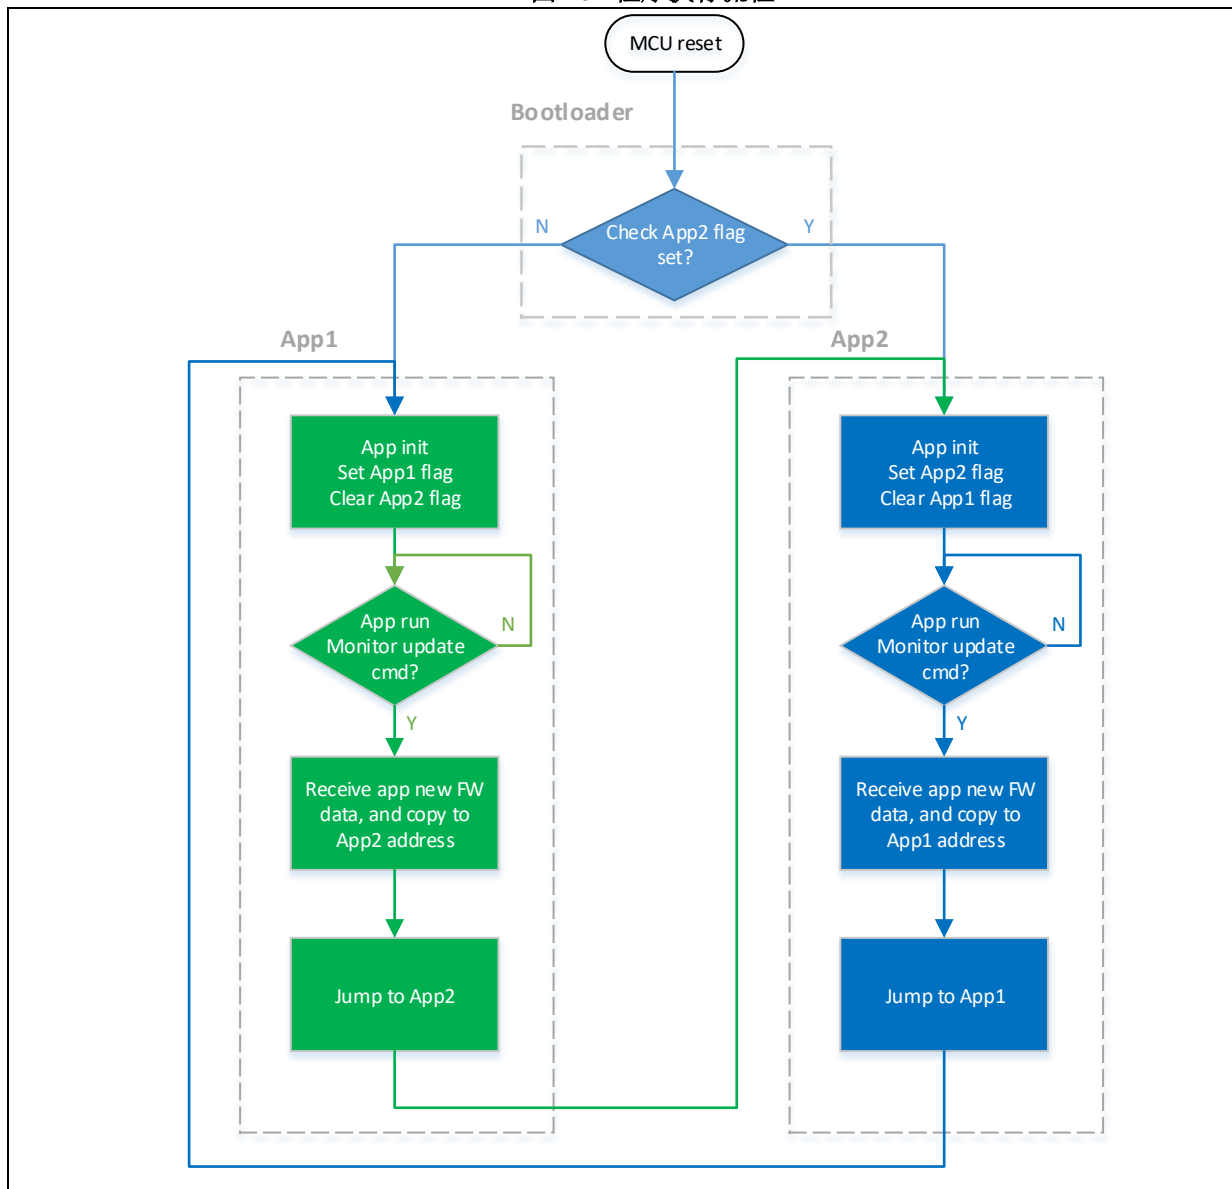 MCU reset
Bootloader
N
Check App2 flag
set?
Y
App1
App2
App init
Set App1 flag
Clear App2 flag
App init
Set App2 flag
Clear App1 flag
App run
Monitor update
cmd?
N
App run
Monitor update
cmd?
N
Y
Y
Receive app new FW
data, and copy to
App2 address
Receive app new FW
data, and copy to
App1 address
Jump to App2
Jump to App1